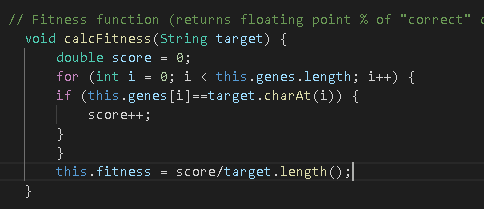 // Fitness function (returns floating point % of "correct"
void calcFitness(String target) {
double score = 0;
for (int i = 0; i < this.genes.length; i++) {
if (this.genes[i]==target.charAt(i)) {
score++;
}
}
this.fitness = score/target.length();
}